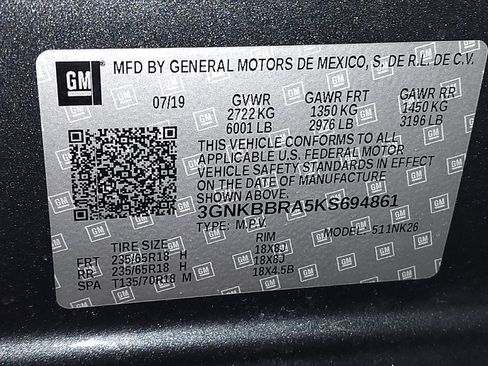 GM MFD BY GENERAL MOTORS DE MEXICO, S. DE R.L. DE C.V.
07/19 GVWR GAWR FRT GAWR RR
2722 KG 1350 KG 1450 KG
6001 LB 2976 LB 3196 LB
THIS VEHICLE CONFORMS TO ALL
APPLICABLE U.S. FEDERAL MOTOR
VEHICLE SAFETY STANDARDS IN EFFECT
ON THE DATE OF MANUFACTURE
SHOWN ABOVE.
3GNKBBRA5KS694861
TYPE: M.P.V. MODEL: 511NK26
TIRE SIZE RIM
FRT 235/65R18 H 18X8J
RR 235/65R18 H 18X8J
SPA T135/70R18 M 18X4.5B